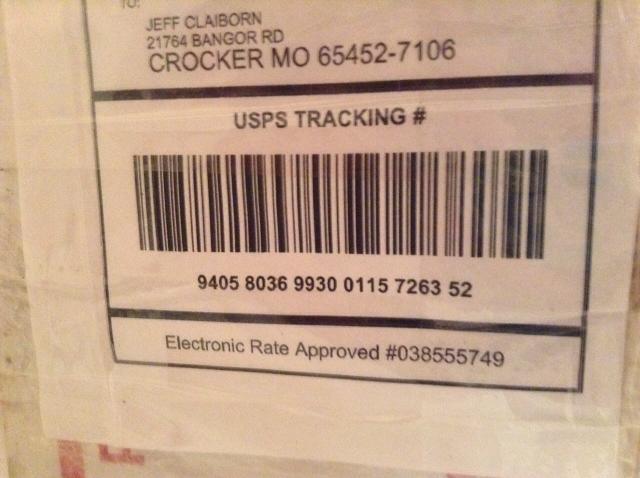 TO:
JEFF CLAIBORN
21764 BANGOR RD
CROCKER MO 65452-7106
USPS TRACKING #
9405 8036 9930 0115 7263 52
Electronic Rate Approved #038555749